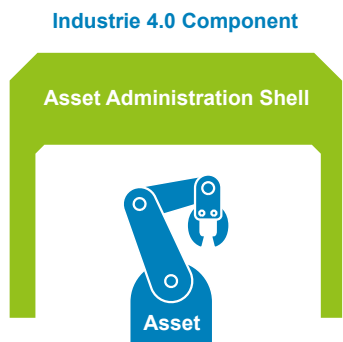 Industrie 4.0 Component
Asset Administration Shell
Asset